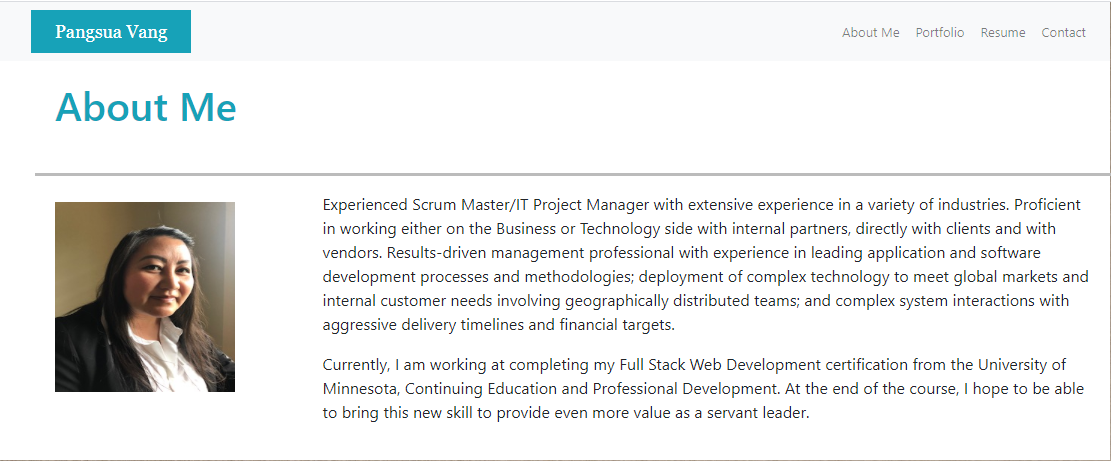 Pangsua Vang
About Me Portfolio Resume Contact
About Me
Experienced Scrum Master/IT Project Manager with extensive experience in a variety of industries. Proficient
in working either on the Business or Technology side with internal partners, directly with clients and with
vendors. Results-driven management professional with experience in leading application and software
development processes and methodologies; deployment of complex technology to meet global markets and
internal customer needs involving geographically distributed teams; and complex system interactions with
aggressive delivery timelines and financial targets.
Currently, I am working at completing my Full Stack Web Development certification from the University of
Minnesota, Continuing Education and Professional Development. At the end of the course, I hope to be able
to bring this new skill to provide even more value as a servant leader.